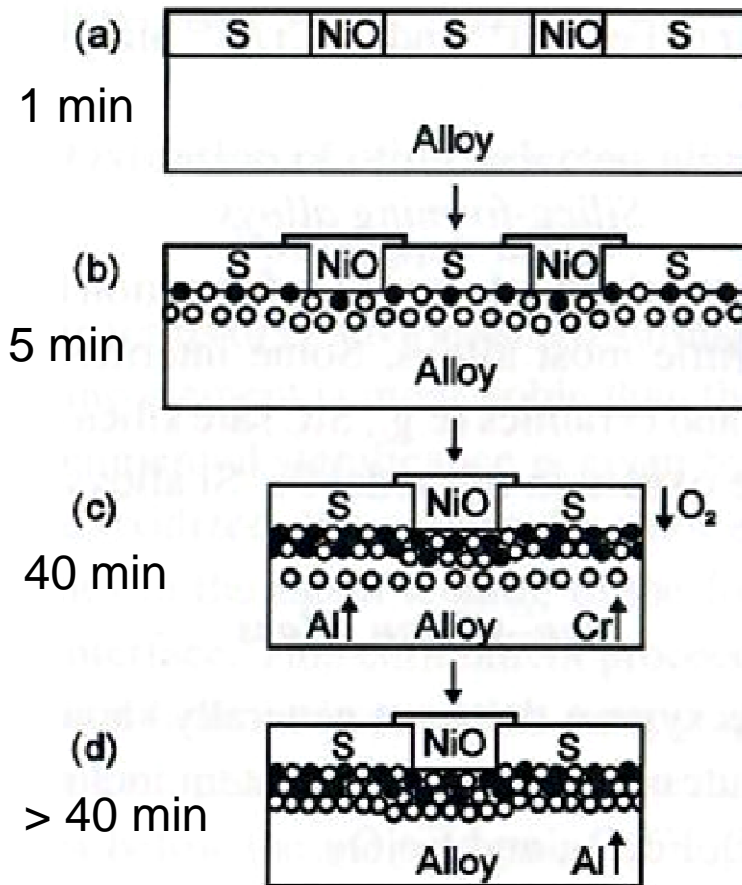 (a) S NiO S NiO S
1 min
Alloy
(b) S NiO S NiO S
5 min
Alloy
(c) S NiO S ↓O₂
40 min
Al↑ Alloy Cr↑
(d) S NiO S
> 40 min
Alloy Al↑